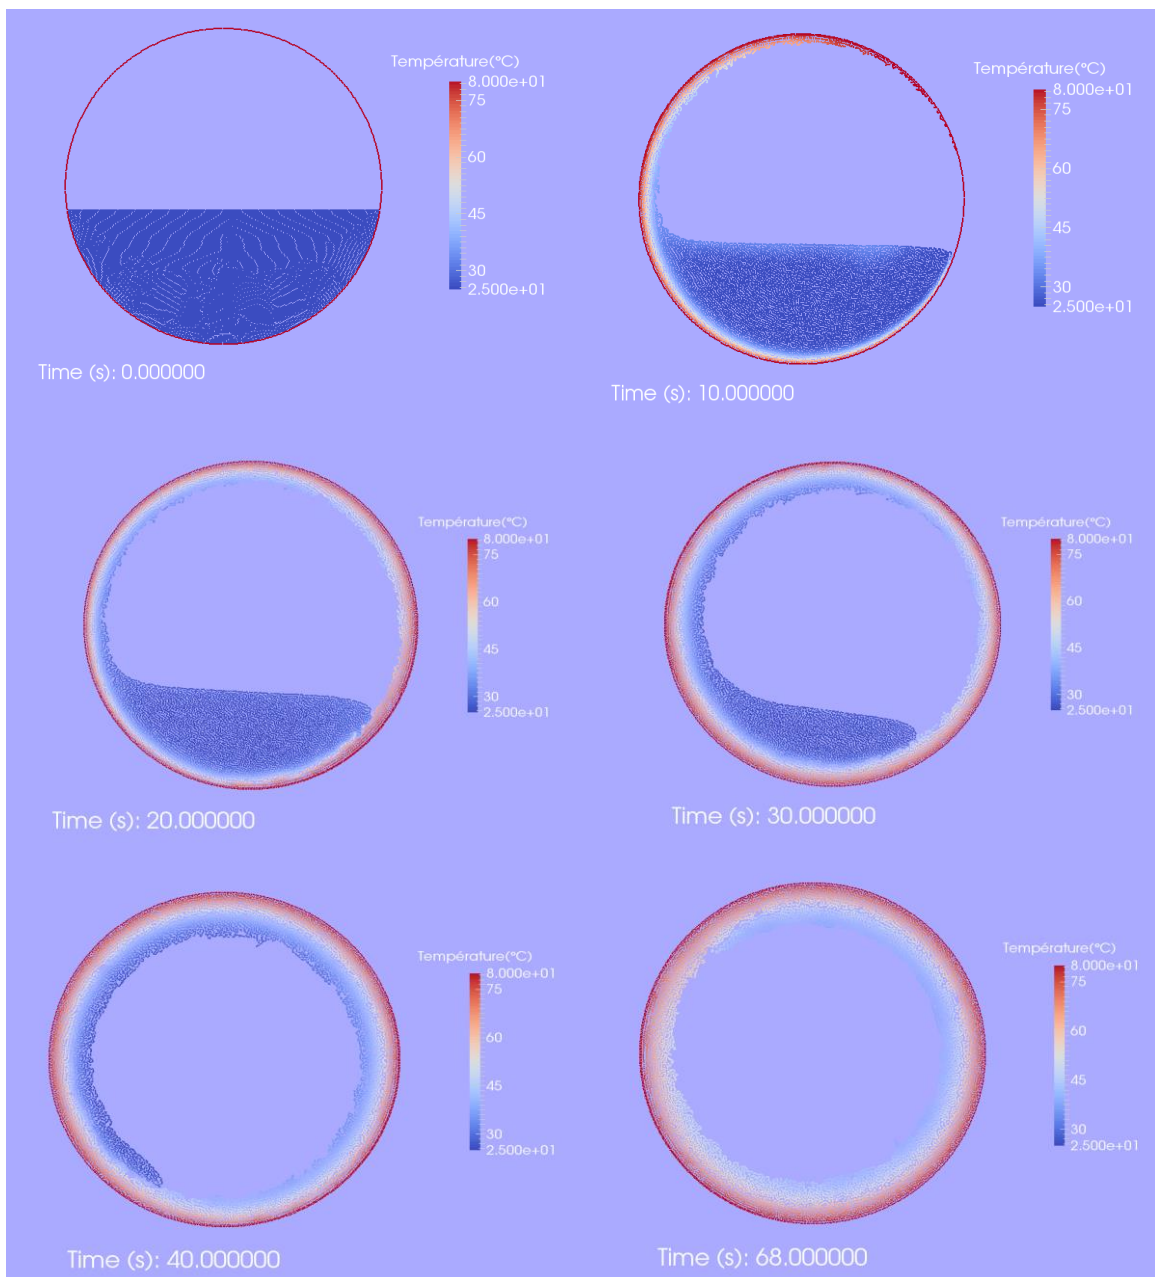 Température(°C)
8.000e+01
75
60
45
30
2.500e+01
Time (s): 0.000000
Température(°C)
8.000e+01
75
60
45
30
2.500e+01
Time (s): 10.000000
Température(°C)
8.000e+01
75
60
45
30
2.500e+01
Time (s): 20.000000
Température(°C)
8.000e+01
75
60
45
30
2.500e+01
Time (s): 30.000000
Température(°C)
8.000e+01
75
60
45
30
2.500e+01
Time (s): 40.000000
Température(°C)
8.000e+01
75
60
45
30
2.500e+01
Time (s): 68.000000